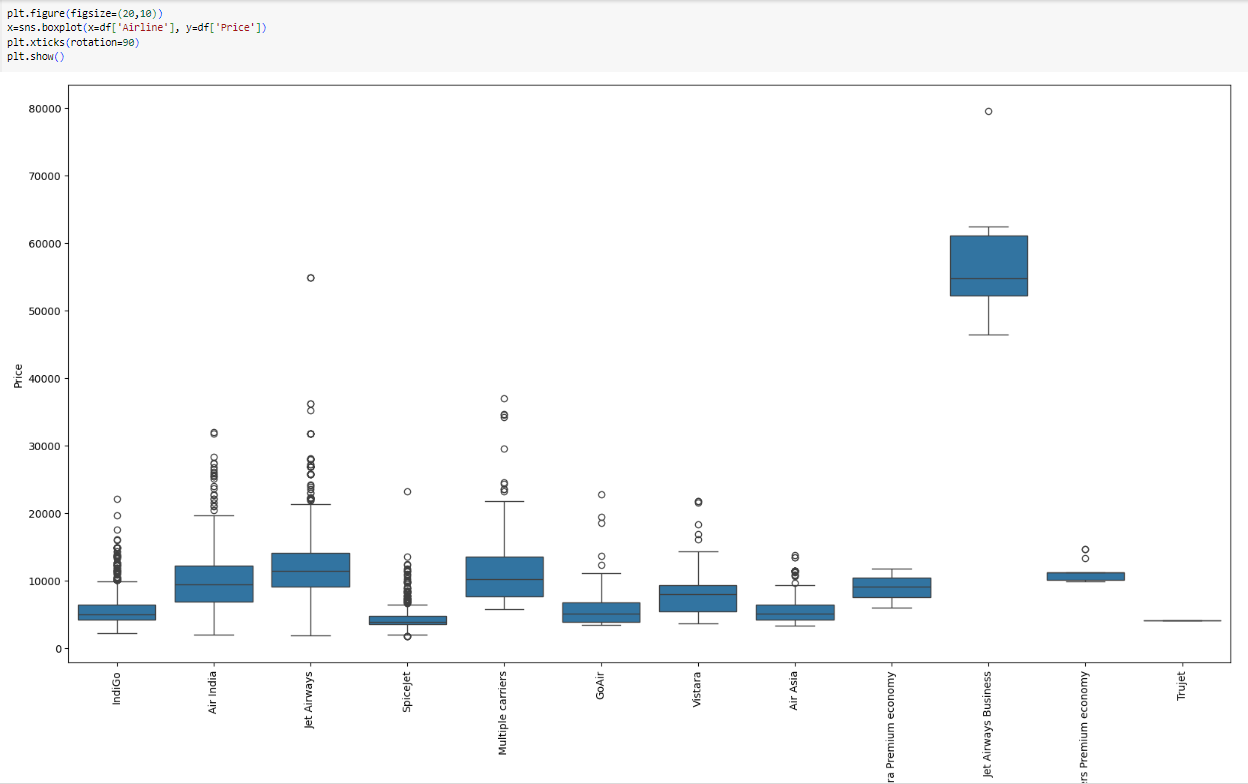 plt.figure(figsize=(20,10))
x=sns.boxplot(x=df['Airline'], y=df['Price'])
plt.xticks(rotation=90)
plt.show()
80000
70000
60000
50000
40000
30000
20000
10000
0
Price
IndiGo
Air India
Jet Airways
SpiceJet
Multiple carriers
GoAir
Vistara
Air Asia
ra Premium economy
Jet Airways Business
ers Premium economy
Trujet